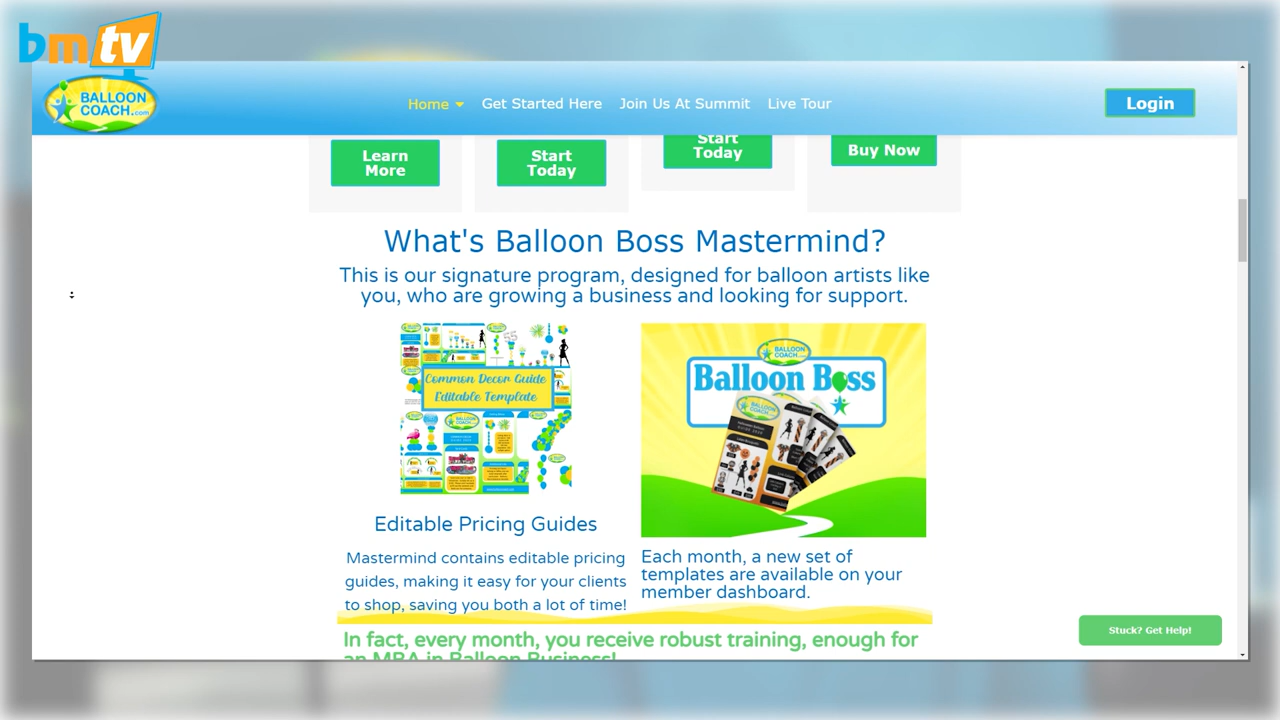 bmtv
BALLOON
COACH.com
Home
Get Started Here
Join Us At Summit
Live Tour
Login
Learn
More
Start
Today
Start
Today
Buy Now
What's Balloon Boss Mastermind?
This is our signature program, designed for balloon artists like
you, who are growing a business and looking for support.
Common Decor Guide
Editable Template
BALLOON
COACH.com
Balloon Boss
Editable Pricing Guides
Mastermind contains editable pricing
guides, making it easy for your clients
to shop, saving you both a lot of time!
Each month, a new set of
templates are available on your
member dashboard.
In fact, every month, you receive robust training, enough for
an MBA in Balloon Business!
Stuck? Get Help!